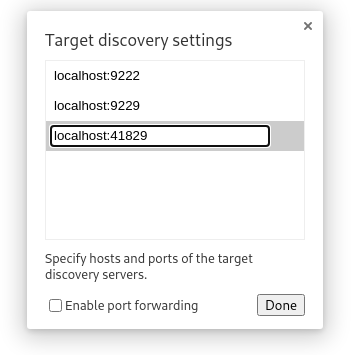 Target discovery settings
localhost:9222
localhost:9229
localhost:41829
Specify hosts and ports of the target
discovery servers.
Enable port forwarding
Done